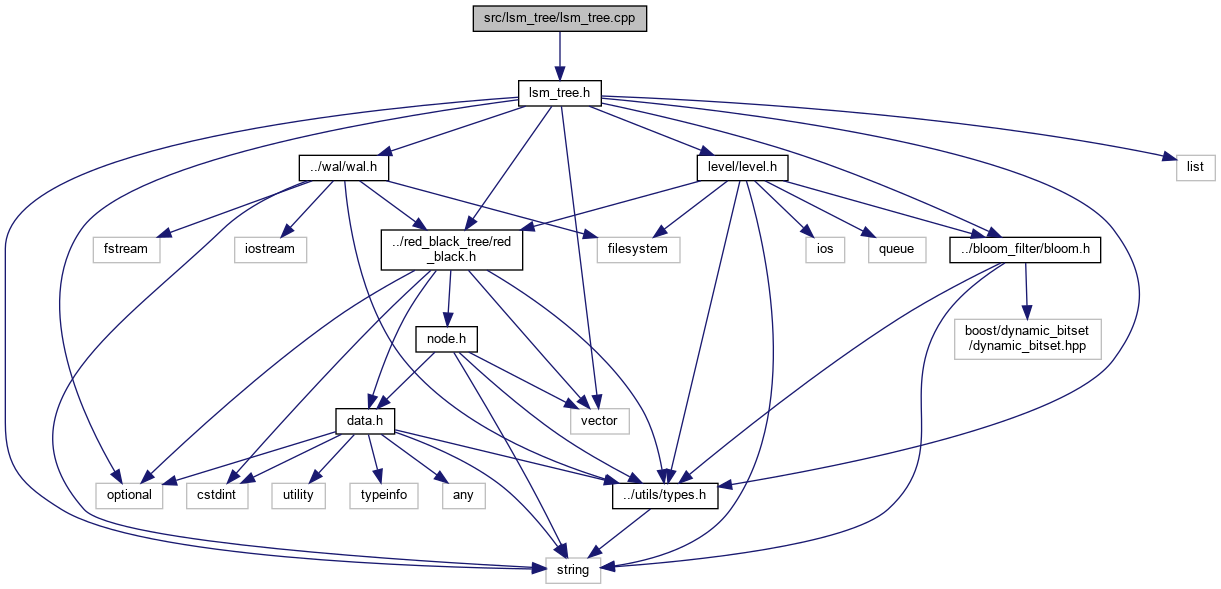 src/lsm_tree/lsm_tree.cpp
lsm_tree.h
../wal/wal.h
level/level.h
list
fstream
iostream
../red_black_tree/red
_black.h
filesystem
ios
queue
../bloom_filter/bloom.h
node.h
boost/dynamic_bitset
/dynamic_bitset.hpp
data.h
vector
optional
cstdint
utility
typeinfo
any
../utils/types.h
string